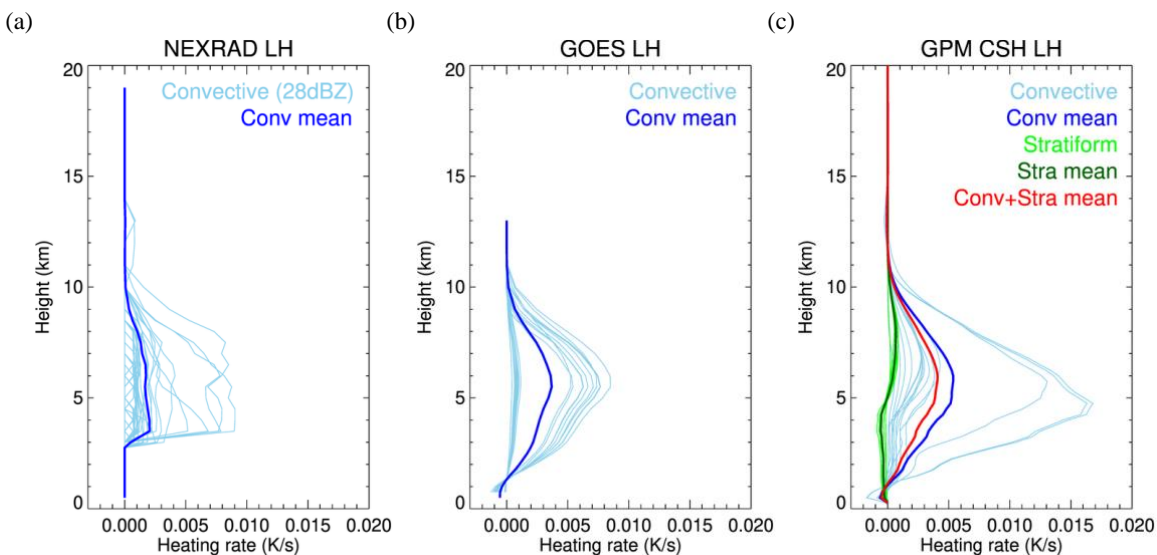 (a)
NEXRAD LH
20
15
10
5
0
Height (km)
Convective (28dBZ)
Conv mean
0.000 0.005 0.010 0.015 0.020
Heating rate (K/s)
(b)
GOES LH
20
15
10
5
0
Height (km)
Convective
Conv mean
0.000 0.005 0.010 0.015 0.020
Heating rate (K/s)
(c)
GPM CSH LH
20
15
10
5
0
Height (km)
Convective
Conv mean
Stratiform
Stra mean
Conv+Stra mean
0.000 0.005 0.010 0.015 0.020
Heating rate (K/s)